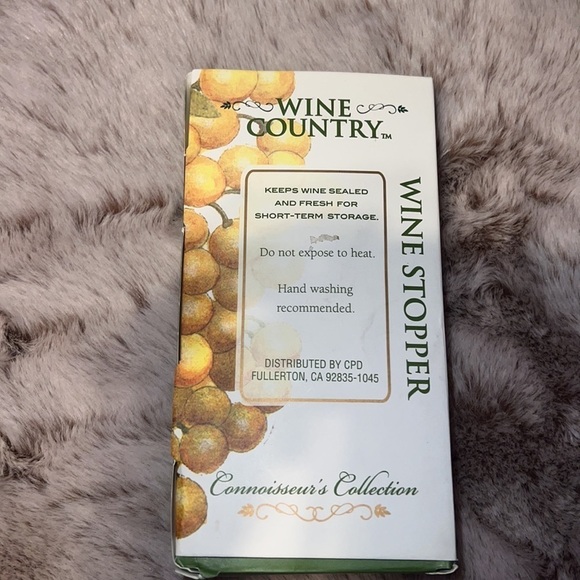 WINE
COUNTRY™
KEEPS WINE SEALED
AND FRESH FOR
SHORT-TERM STORAGE.
Do not expose to heat.
Hand washing
recommended.
DISTRIBUTED BY CPD
FULLERTON, CA 92835-1045
WINE STOPPER
Connoisseur's Collection